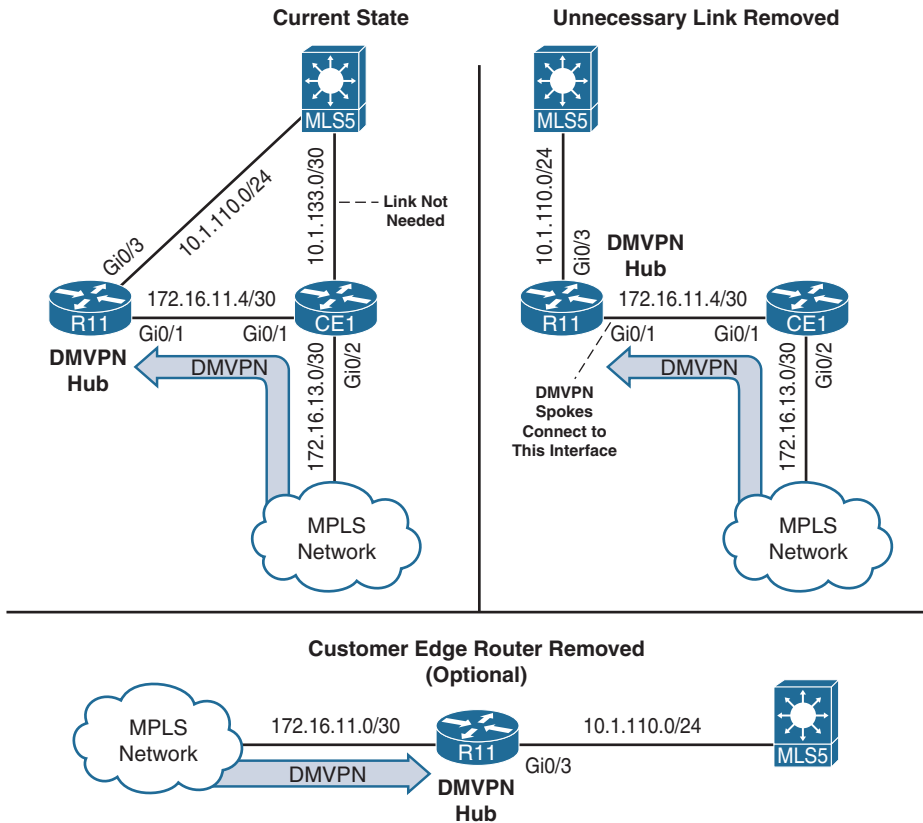 Current State
MLS5
10.1.110.0/24
10.1.133.0/30
Link Not
Needed
Gi0/3
172.16.11.4/30
R11
CE1
Gi0/1
Gi0/1
DMVPN
Hub
DMVPN
172.16.13.0/30
Gi0/2
MPLS
Network
Unnecessary Link Removed
MLS5
10.1.110.0/24
Gi0/3
DMVPN
Hub
172.16.11.4/30
R11
CE1
Gi0/1
Gi0/1
DMVPN
DMVPN
Spokes
Connect to
This Interface
172.16.13.0/30
Gi0/2
MPLS
Network
Customer Edge Router Removed
(Optional)
MPLS
Network
172.16.11.0/30
DMVPN
R11
Gi0/3
DMVPN
Hub
10.1.110.0/24
MLS5